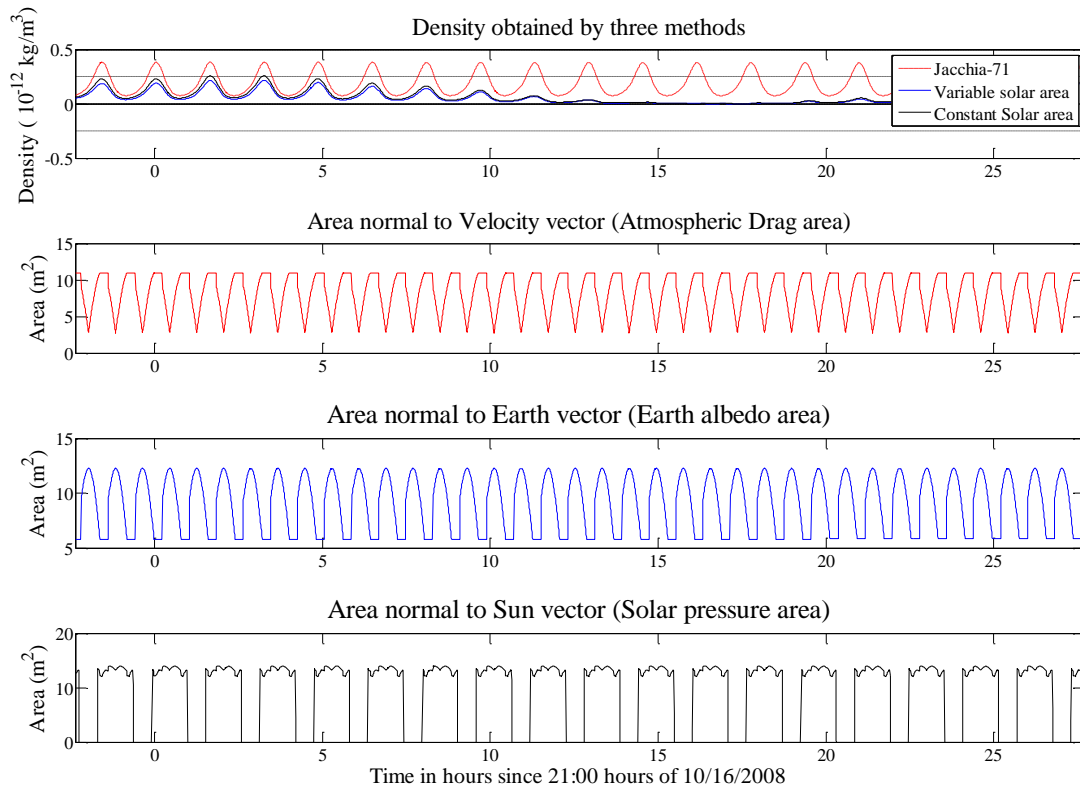 Density obtained by three methods
Density ( 10^-12 kg/m^3)
0.5
0
-0.5
Jacchia-71
Variable solar area
Constant Solar area
0 5 10 15 20 25
Area normal to Velocity vector (Atmospheric Drag area)
Area (m^2)
15
10
5
0
0 5 10 15 20 25
Area normal to Earth vector (Earth albedo area)
Area (m^2)
15
10
5
0 5 10 15 20 25
Area normal to Sun vector (Solar pressure area)
Area (m^2)
20
10
0
0 5 10 15 20 25
Time in hours since 21:00 hours of 10/16/2008